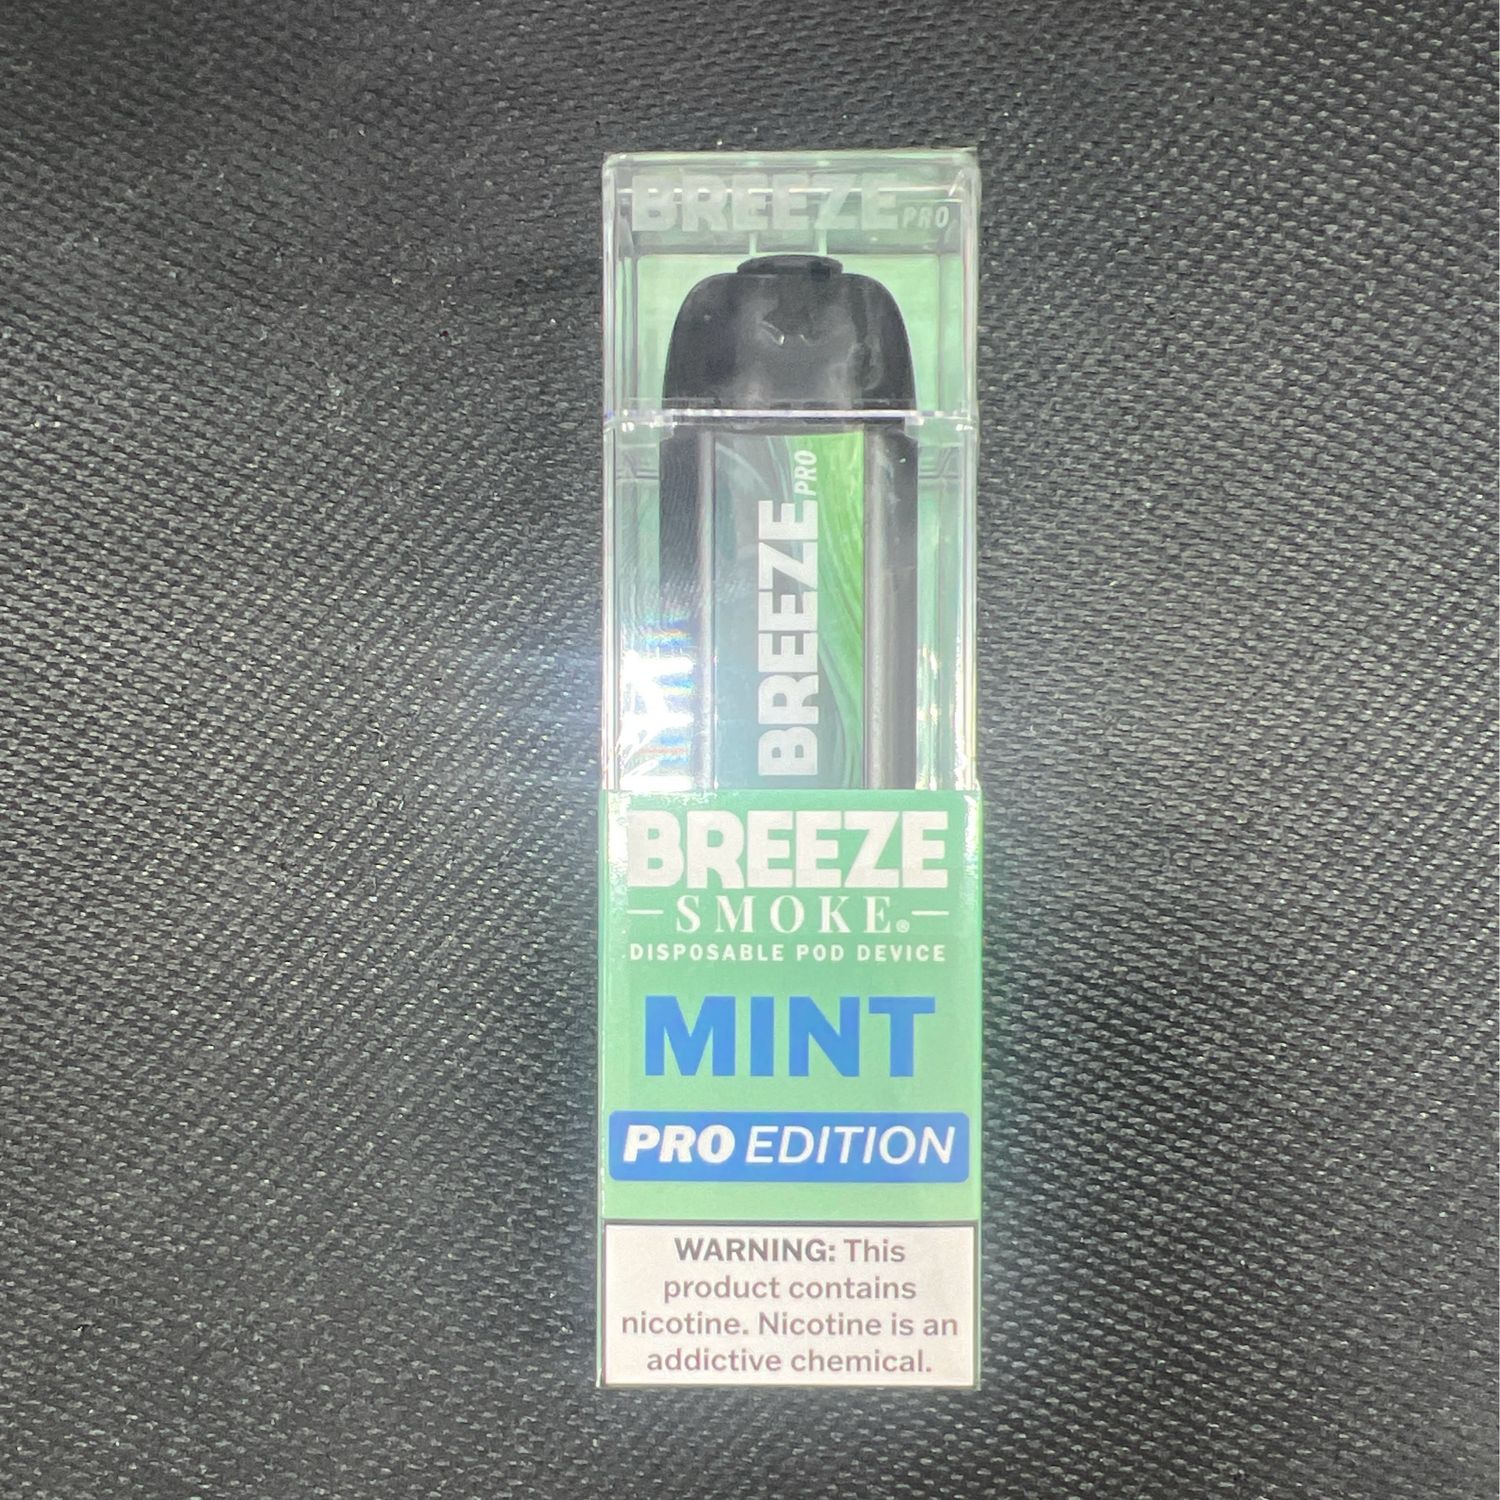 BREEZE PRO
BREEZE PRO
BREEZE
SMOKE®
DISPOSABLE POD DEVICE
MINT
PRO EDITION
WARNING: This
product contains
nicotine. Nicotine is an
addictive chemical.